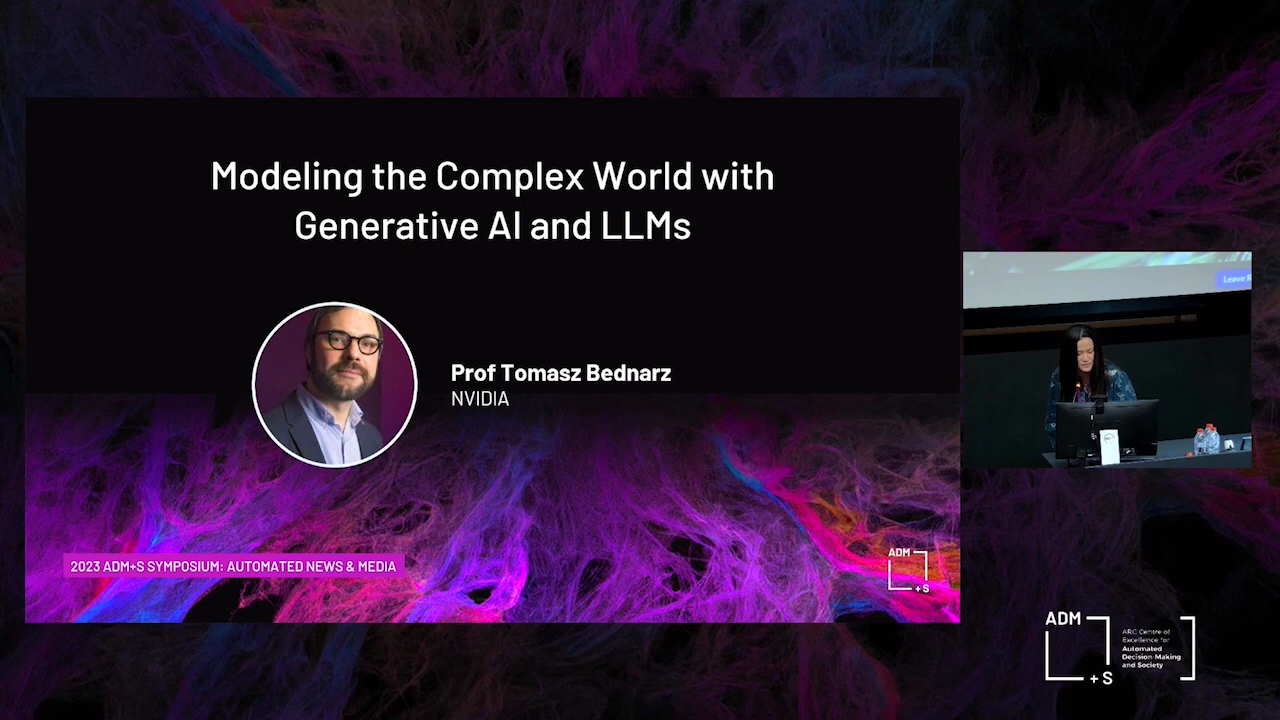 Modeling the Complex World with
Generative AI and LLMs
Prof Tomasz Bednarz
NVIDIA
2023 ADM+S SYMPOSIUM: AUTOMATED NEWS & MEDIA
ADM
+ S
Leave
ADM
+ S
ARC Centre of
Excellence for
Automated
Decision-Making
and Society